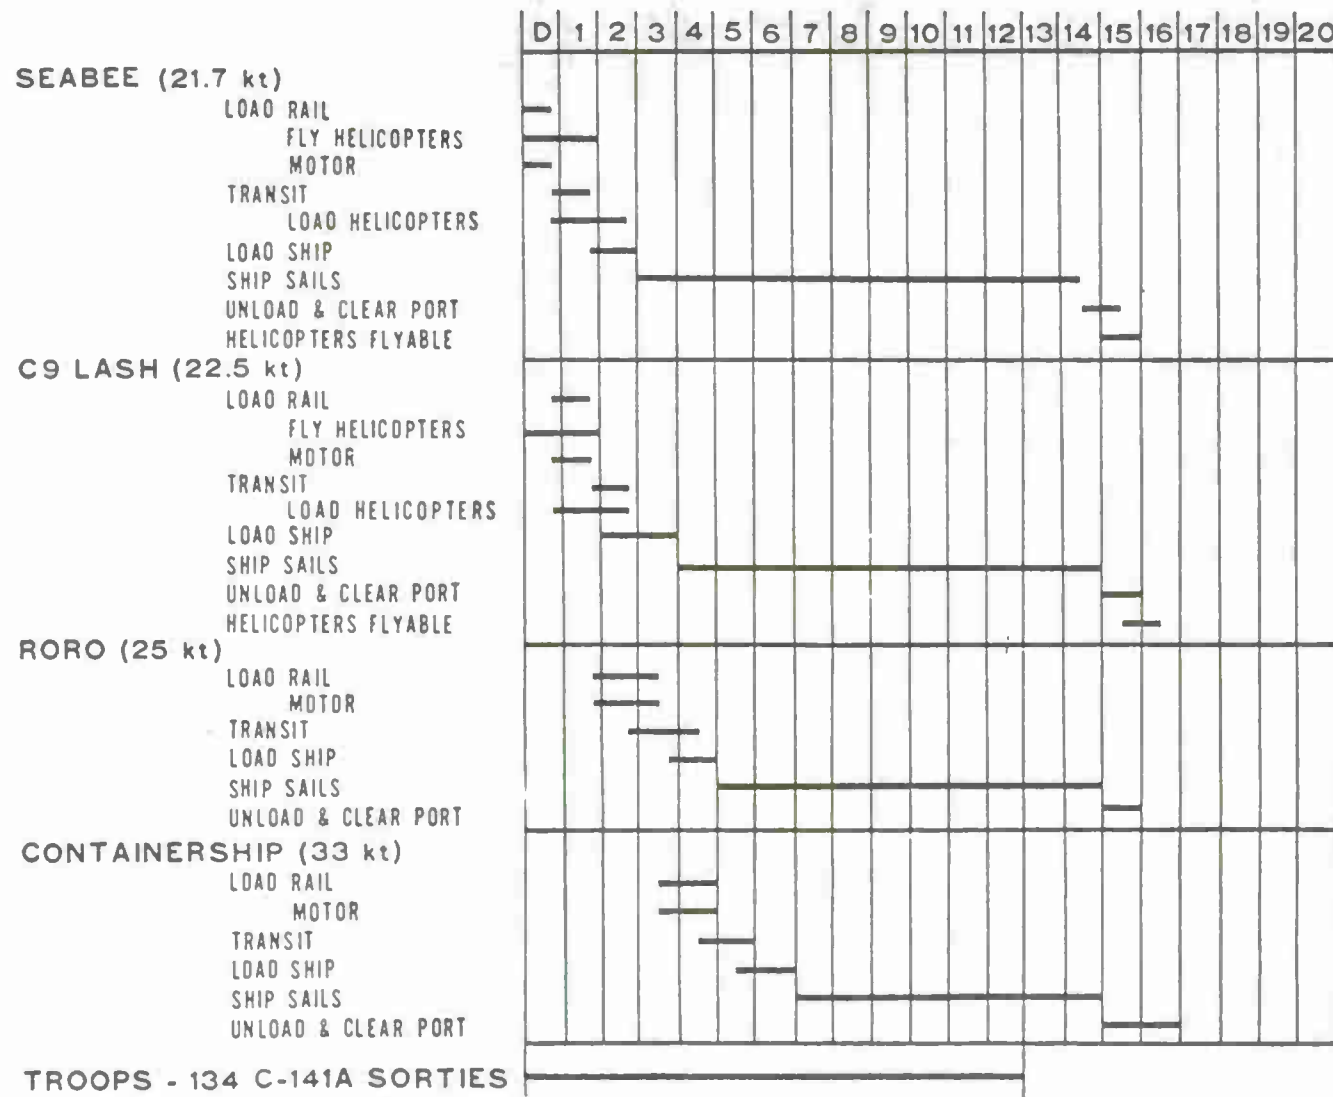 D 1 2 3 4 5 6 7 8 9 10 11 12 13 14 15 16 17 18 19 20
SEABEE (21.7 kt)
LOAD RAIL
FLY HELICOPTERS
MOTOR
TRANSIT
LOAD HELICOPTERS
LOAD SHIP
SHIP SAILS
UNLOAD & CLEAR PORT
HELICOPTERS FLYABLE
C9 LASH (22.5 kt)
LOAD RAIL
FLY HELICOPTERS
MOTOR
TRANSIT
LOAD HELICOPTERS
LOAD SHIP
SHIP SAILS
UNLOAD & CLEAR PORT
HELICOPTERS FLYABLE
RORO (25 kt)
LOAD RAIL
MOTOR
TRANSIT
LOAD SHIP
SHIP SAILS
UNLOAD & CLEAR PORT
CONTAINERSHIP (33 kt)
LOAD RAIL
MOTOR
TRANSIT
LOAD SHIP
SHIP SAILS
UNLOAD & CLEAR PORT
TROOPS - 134 C-141A SORTIES